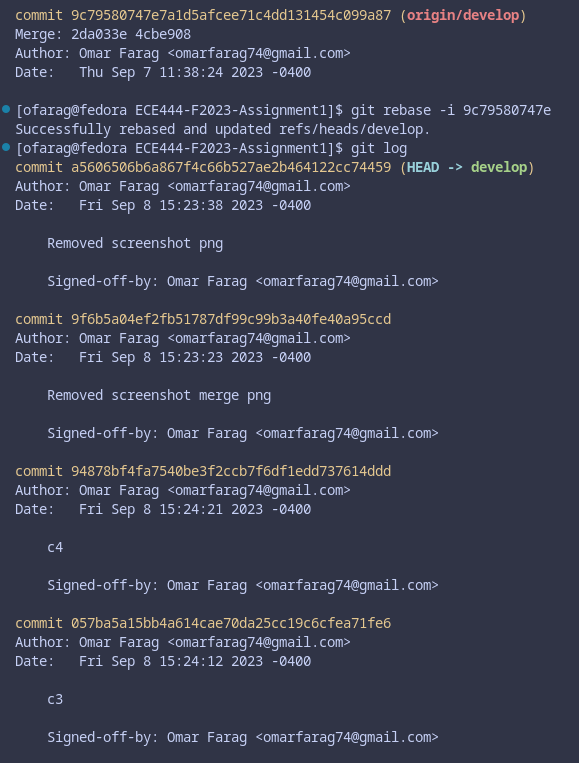 commit 9c79580747e7a1d5afcee71c4dd131454c099a87 (origin/develop)
Merge: 2da033e 4cbe908
Author: Omar Farag <omarfarag74@gmail.com>
Date:   Thu Sep 7 11:38:24 2023 -0400
[ofarag@fedora ECE444-F2023-Assignment1]$ git rebase -i 9c79580747e
Successfully rebased and updated refs/heads/develop.
[ofarag@fedora ECE444-F2023-Assignment1]$ git log
commit a5606506b6a867f4c66b527ae2b464122cc74459 (HEAD -> develop)
Author: Omar Farag <omarfarag74@gmail.com>
Date:   Fri Sep 8 15:23:38 2023 -0400
Removed screenshot png
Signed-off-by: Omar Farag <omarfarag74@gmail.com>
commit 9f6b5a04ef2fb51787df99c99b3a40fe40a95ccd
Author: Omar Farag <omarfarag74@gmail.com>
Date:   Fri Sep 8 15:23:23 2023 -0400
Removed screenshot merge png
Signed-off-by: Omar Farag <omarfarag74@gmail.com>
commit 94878bf4fa7540be3f2ccb7f6df1edd737614ddd
Author: Omar Farag <omarfarag74@gmail.com>
Date:   Fri Sep 8 15:24:21 2023 -0400
c4
Signed-off-by: Omar Farag <omarfarag74@gmail.com>
commit 057ba5a15bb4a614cae70da25cc19c6cfea71fe6
Author: Omar Farag <omarfarag74@gmail.com>
Date:   Fri Sep 8 15:24:12 2023 -0400
c3
Signed-off-by: Omar Farag <omarfarag74@gmail.com>